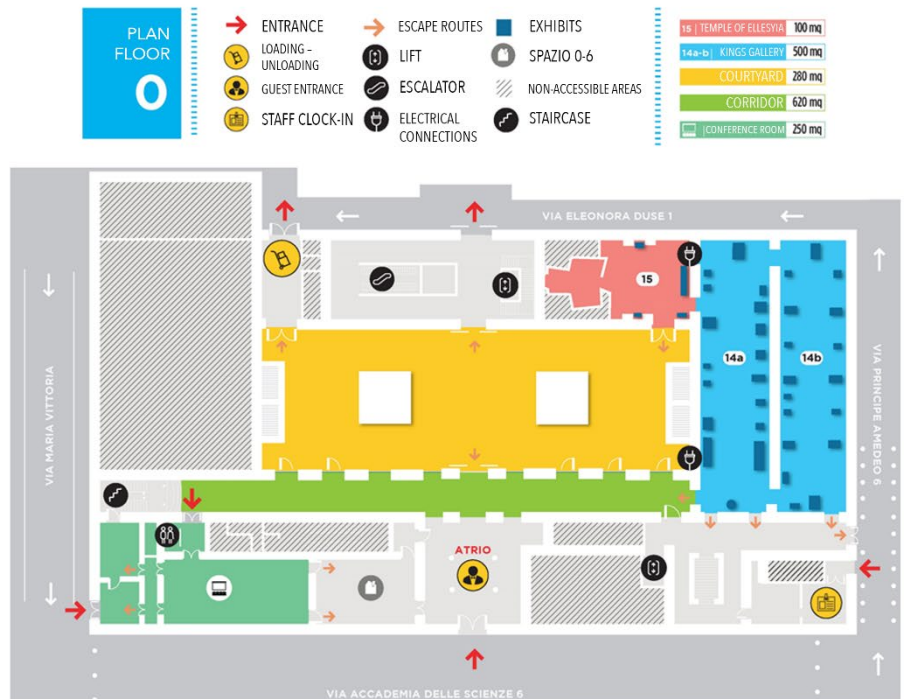 PLAN
FLOOR
0
ENTRANCE
LOADING –
UNLOADING
GUEST ENTRANCE
STAFF CLOCK-IN
ESCAPE ROUTES
LIFT
ESCALATOR
ELECTRICAL
CONNECTIONS
EXHIBITS
SPAZIO 0-6
NON-ACCESSIBLE AREAS
STAIRCASE
15 | TEMPLE OF ELLESYIA 100 mq
14a-b | KINGS GALLERY 500 mq
COURTYARD 280 mq
CORRIDOR 620 mq
| CONFERENCE ROOM 250 mq
VIA ELEONORA DUSE 1
15
14a
14b
VIA MARIA VITTORIA
VIA PRINCIPE AMEDEO 6
ATRIO
VIA ACCADEMIA DELLE SCIENZE 6